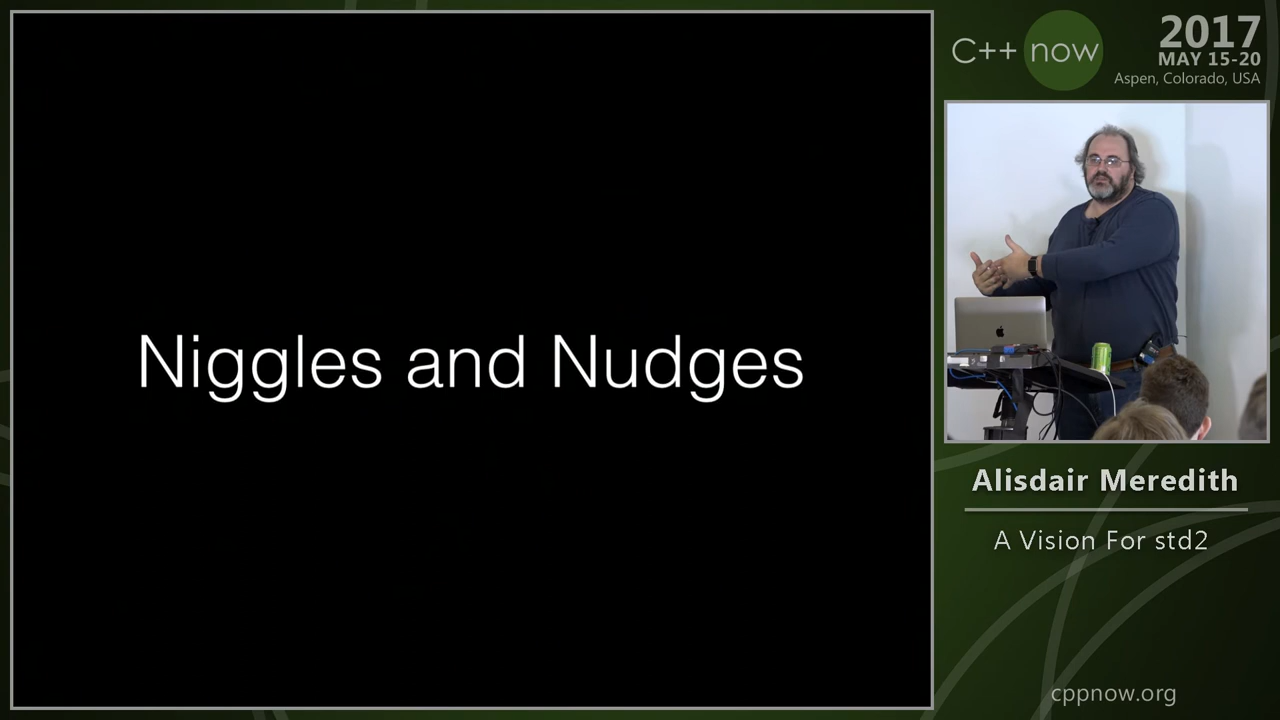 Niggles and Nudges
C++ now
2017
MAY 15-20
Aspen, Colorado, USA
Alisdair Meredith
A Vision For std2
cppnow.org